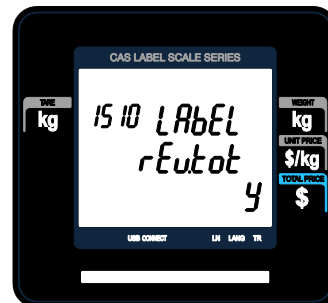 CAS LABEL SCALE SERIES
TARE
kg
1510 LAbEL
rEv.tot
y
WEIGHT
kg
UNIT PRICE
$/kg
TOTAL PRICE
$
USB CONNECT LN LANG TR